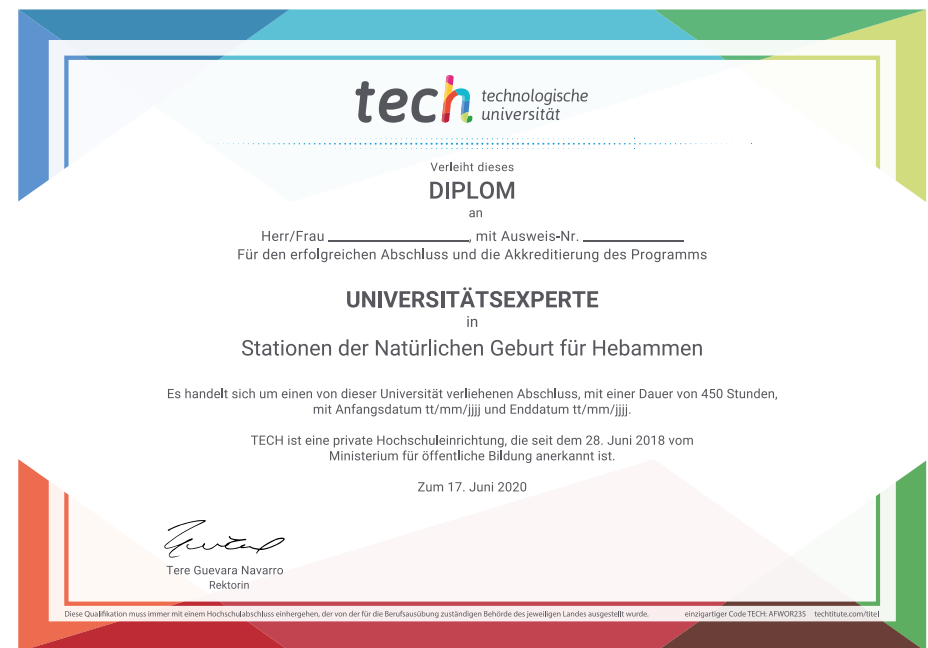 tech technologische
universität
Verleiht dieses
DIPLOM
an
Herr/Frau ____________________, mit Ausweis-Nr. ______________
Für den erfolgreichen Abschluss und die Akkreditierung des Programms
UNIVERSITÄTSEXPERTE
in
Stationen der Natürlichen Geburt für Hebammen
Es handelt sich um einen von dieser Universität verliehenen Abschluss, mit einer Dauer von 450 Stunden,
mit Anfangsdatum tt/mm/jjjj und Enddatum tt/mm/jjjj.
TECH ist eine private Hochschuleinrichtung, die seit dem 28. Juni 2018 vom
Ministerium für öffentliche Bildung anerkannt ist.
Zum 17. Juni 2020
Tere Guevara Navarro
Rektorin
Diese Qualifikation muss immer mit einem Hochschulabschluss einhergehen, der von der für die Berufsausübung zuständigen Behörde des jeweiligen Landes ausgestellt wurde. einzigartiger Code TECH: AFWOR23S techtitute.com/titel